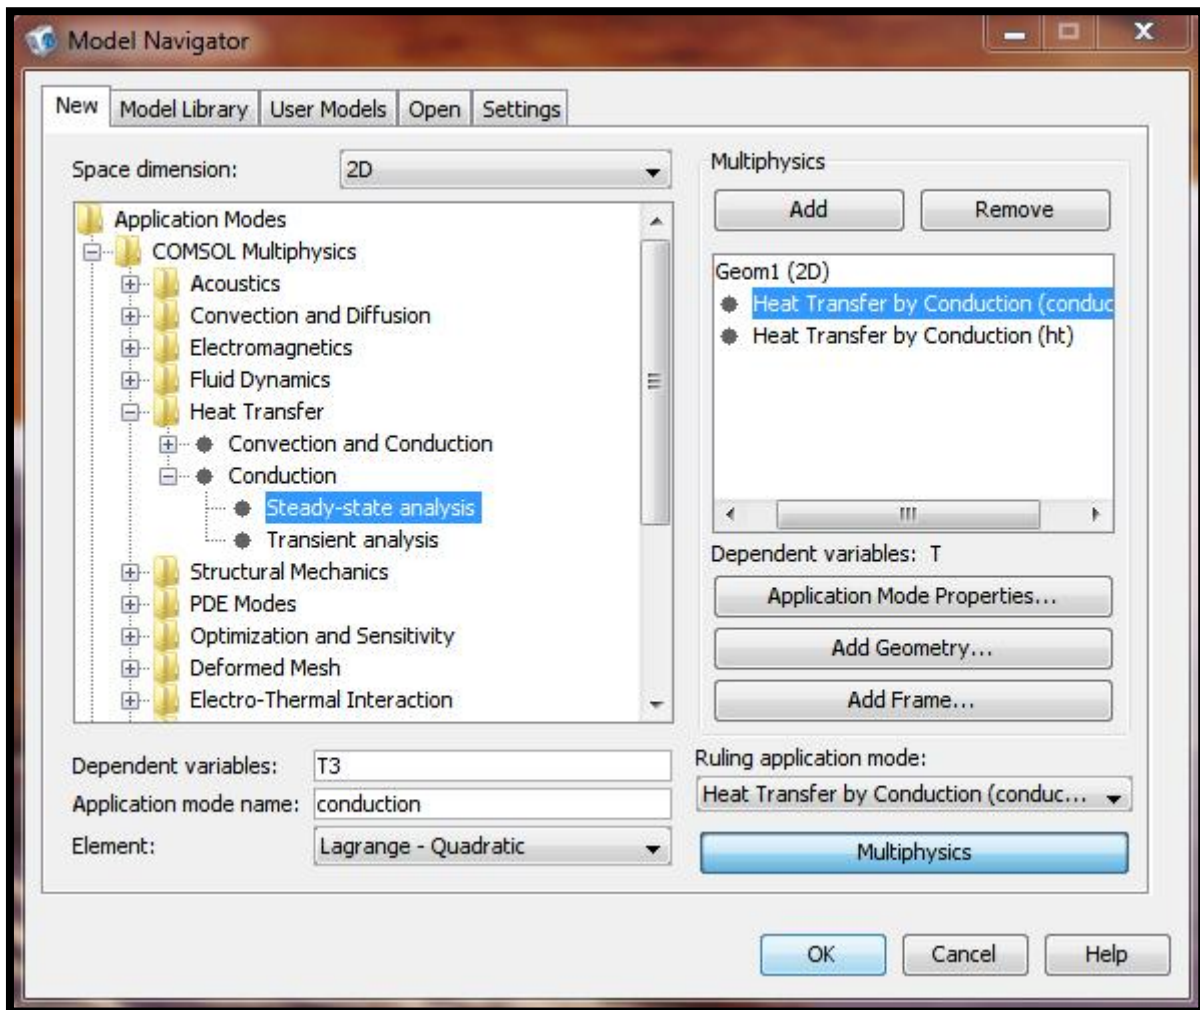 Model Navigator
New
Model Library
User Models
Open
Settings
Space dimension:
2D
Application Modes
COMSOL Multiphysics
Acoustics
Convection and Diffusion
Electromagnetics
Fluid Dynamics
Heat Transfer
Convection and Conduction
Conduction
Steady-state analysis
Transient analysis
Structural Mechanics
PDE Modes
Optimization and Sensitivity
Deformed Mesh
Electro-Thermal Interaction
Dependent variables:
T3
Application mode name:
conduction
Element:
Lagrange - Quadratic
Multiphysics
Add
Remove
Geom1 (2D)
Heat Transfer by Conduction (conduc
Heat Transfer by Conduction (ht)
Dependent variables: T
Application Mode Properties...
Add Geometry...
Add Frame...
Ruling application mode:
Heat Transfer by Conduction (conduc...
Multiphysics
OK
Cancel
Help